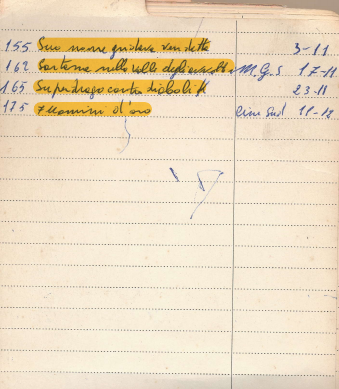 155 Suo nome gridava vendetta 3-11
162 Sartana nella valle degli avvoltoi M.G.S 17-11
165 Superdrago contro diabolik 23-11
175 7 uomini d'oro Cine Sud 11-12